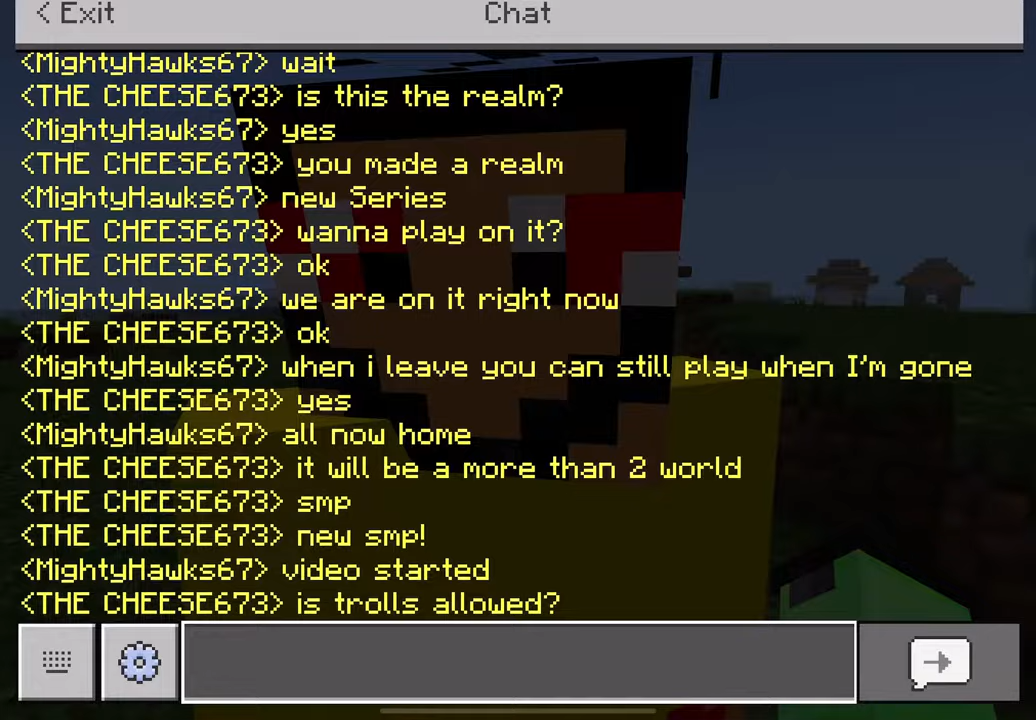 < Exit
Chat
<MightyHawks67> wait
<THE CHEESE673> is this the realm?
<MightyHawks67> yes
<THE CHEESE673> you made a realm
<MightyHawks67> new Series
<THE CHEESE673> wanna play on it?
<THE CHEESE673> ok
<MightyHawks67> we are on it right now
<THE CHEESE673> ok
<MightyHawks67> when i leave you can still play when I'm gone
<THE CHEESE673> yes
<MightyHawks67> all now home
<THE CHEESE673> it will be a more than 2 world
<THE CHEESE673> smp
<THE CHEESE673> new smp!
<MightyHawks67> video started
<THE CHEESE673> is trolls allowed?